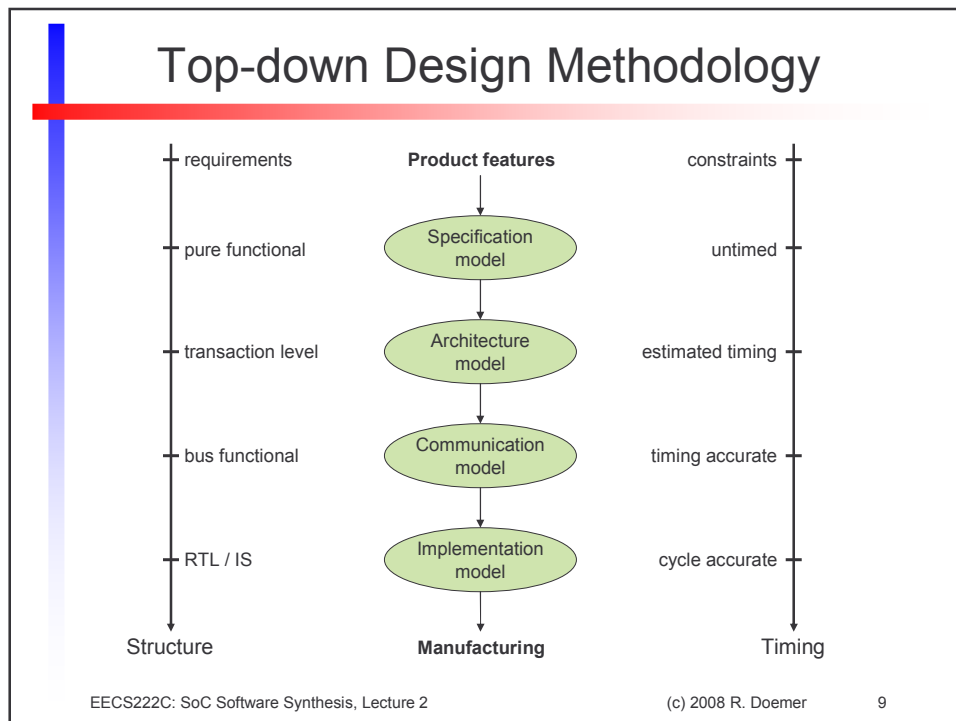 Top-down Design Methodology
requirements
Product features
constraints
pure functional
Specification
model
untimed
transaction level
Architecture
model
estimated timing
bus functional
Communication
model
timing accurate
RTL / IS
Implementation
model
cycle accurate
Structure
Manufacturing
Timing
EECS222C: SoC Software Synthesis, Lecture 2
(c) 2008 R. Doemer
9